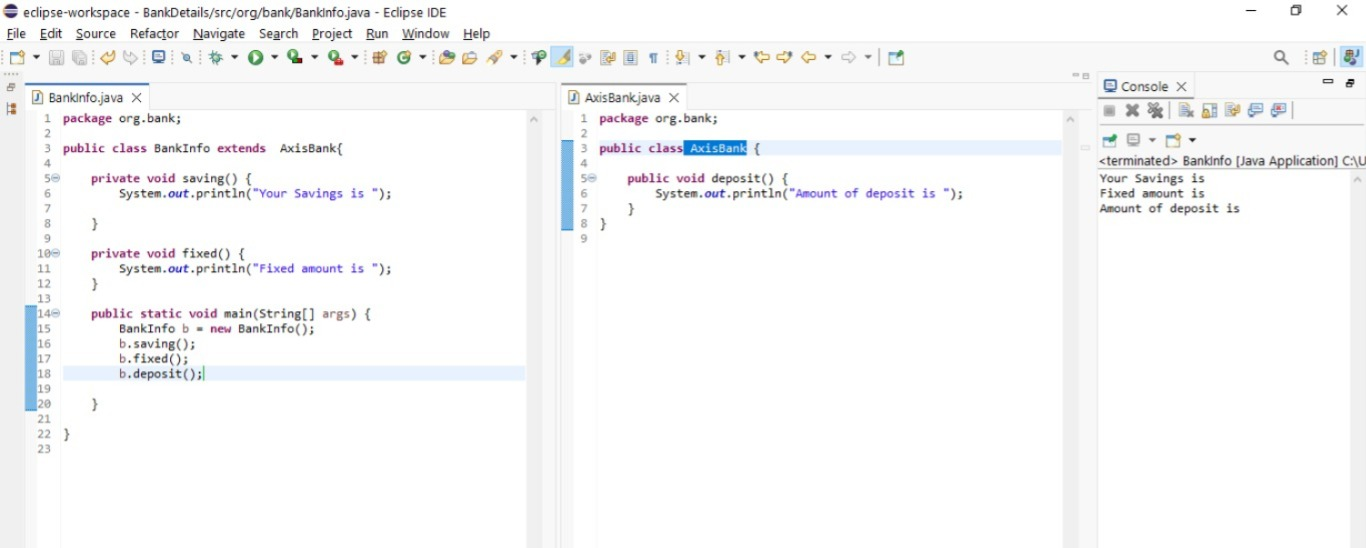 eclipse-workspace - BankDetails/src/org/bank/BankInfo.java - Eclipse IDE
File Edit Source Refactor Navigate Search Project Run Window Help
BankInfo.java
1 package org.bank;
2
3 public class BankInfo extends  AxisBank{
4
5 private void saving() {
6 System.out.println("Your Savings is ");
7
8 }
9
10 private void fixed() {
11 System.out.println("Fixed amount is ");
12 }
13
14 public static void main(String[] args) {
15 BankInfo b = new BankInfo();
16 b.saving();
17 b.fixed();
18 b.deposit();
19
20 }
21
22 }
23
AxisBank.java
1 package org.bank;
2
3 public class AxisBank {
4
5 public void deposit() {
6 System.out.println("Amount of deposit is ");
7 }
8 }
9
Console
<terminated> BankInfo [Java Application] C:\U
Your Savings is
Fixed amount is
Amount of deposit is